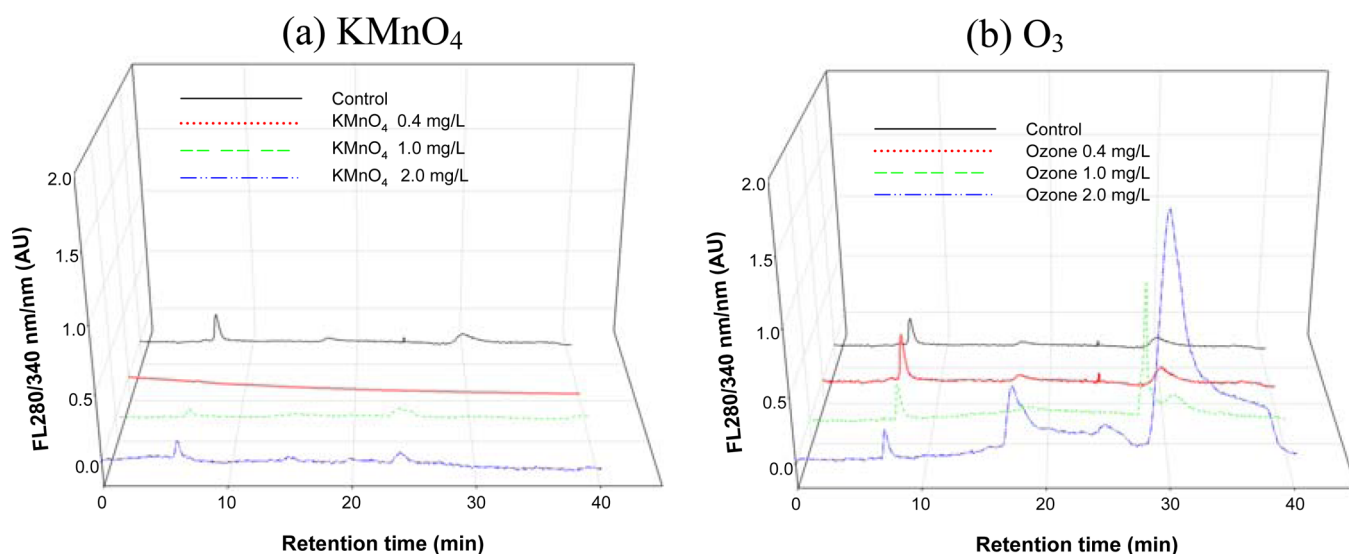 (a) KMnO₄
Control
KMnO₄ 0.4 mg/L
KMnO₄ 1.0 mg/L
KMnO₄ 2.0 mg/L
2.0
1.5
1.0
0.5
0.0
FL280/340 nm/nm (AU)
0 10 20 30 40
Retention time (min)
(b) O₃
Control
Ozone 0.4 mg/L
Ozone 1.0 mg/L
Ozone 2.0 mg/L
2.0
1.5
1.0
0.5
0.0
FL280/340 nm/nm (AU)
0 10 20 30 40
Retention time (min)